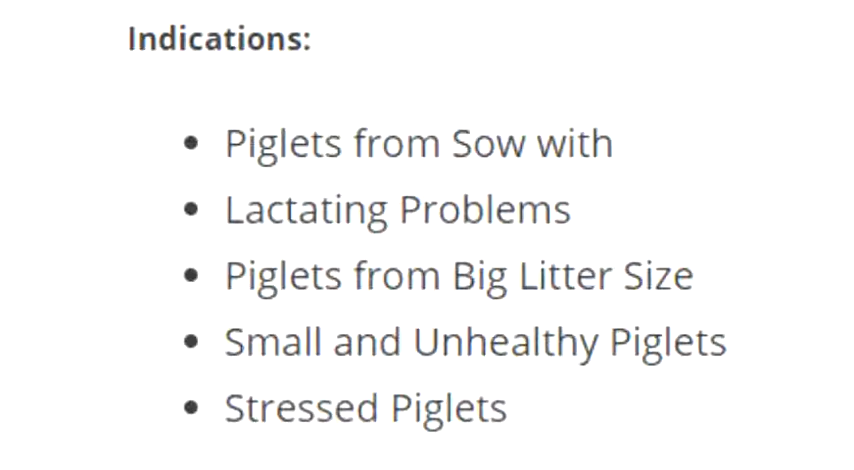 Indications:
• Piglets from Sow with
• Lactating Problems
• Piglets from Big Litter Size
• Small and Unhealthy Piglets
• Stressed Piglets